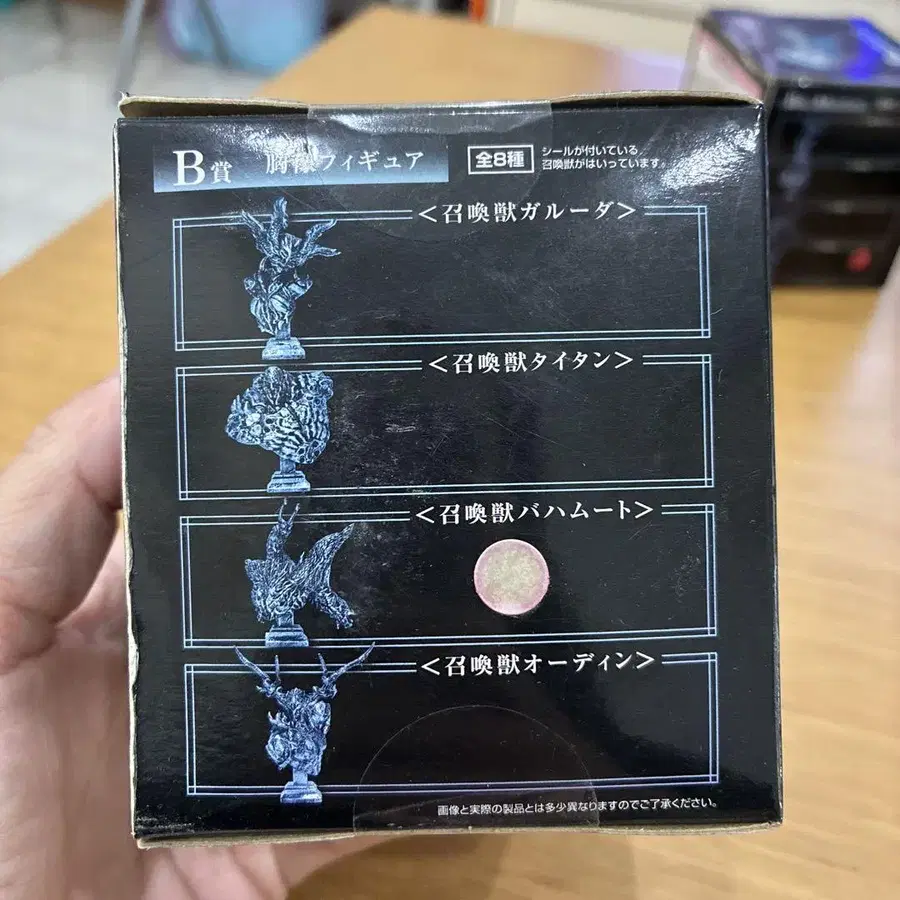 B賞 胸像フィギュア
全8種
シールが付いている
召喚獣がはいっています。
<召喚獣ガルーダ>
<召喚獣タイタン>
<召喚獣バハムート>
<召喚獣オーディン>
画像と実際の製品とは多少異なりますのでご了承ください。